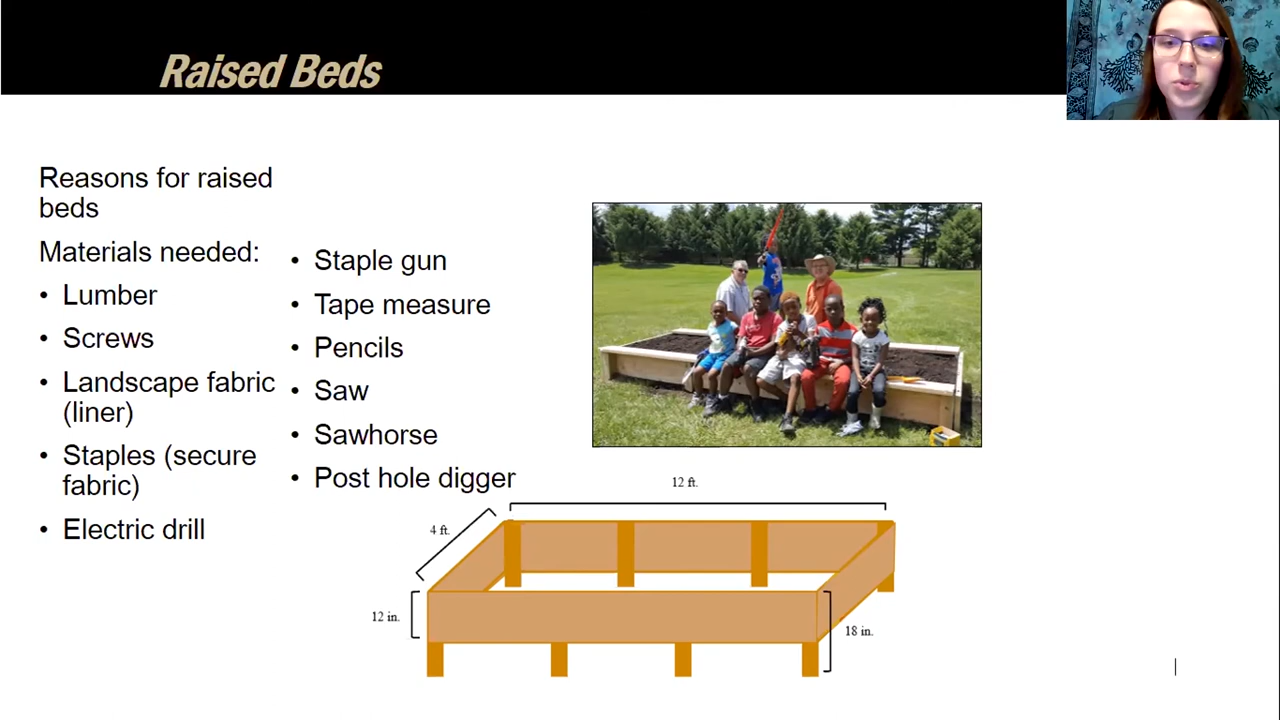 Raised Beds
Reasons for raised
beds
Materials needed:
• Lumber
• Screws
• Landscape fabric
(liner)
• Staples (secure
fabric)
• Electric drill
• Staple gun
• Tape measure
• Pencils
• Saw
• Sawhorse
• Post hole digger
12 ft.
4 ft.
12 in.
18 in.